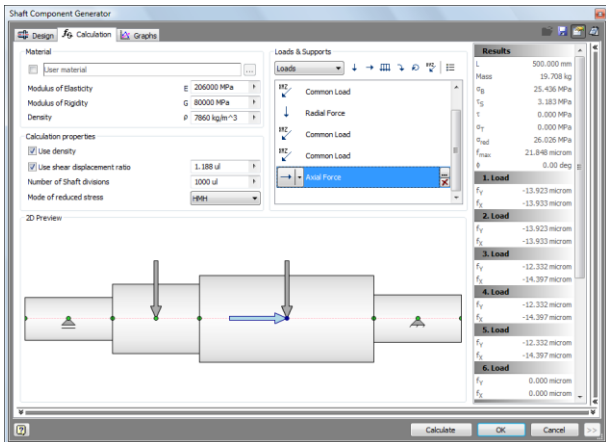 Shaft Component Generator
Design
Calculation
Graphs
Material
User material
...
Modulus of Elasticity E 206000 MPa
Modulus of Rigidity G 80000 MPa
Density ρ 7860 kg/m^3
Calculation properties
Use density
Use shear displacement ratio 1.188 ul
Number of Shaft divisions 1000 ul
Mode of reduced stress HMH
Loads & Supports
Loads
Common Load
Radial Force
Common Load
Common Load
Axial Force
2D Preview
Results
L 500.000 mm
Mass 19.708 kg
σB 25.436 MPa
τS 3.183 MPa
τ 0.000 MPa
σT 0.000 MPa
σred 26.026 MPa
fmax 21.848 microm
φ 0.00 deg
1. Load
fY -13.923 microm
fX -13.933 microm
2. Load
fY -13.923 microm
fX -13.933 microm
3. Load
fY -12.332 microm
fX -14.397 microm
4. Load
fY -12.332 microm
fX -14.397 microm
5. Load
fY -12.332 microm
fX -14.397 microm
6. Load
fY 0.000 microm
fX 0.000 microm
Calculate
OK
Cancel
>>